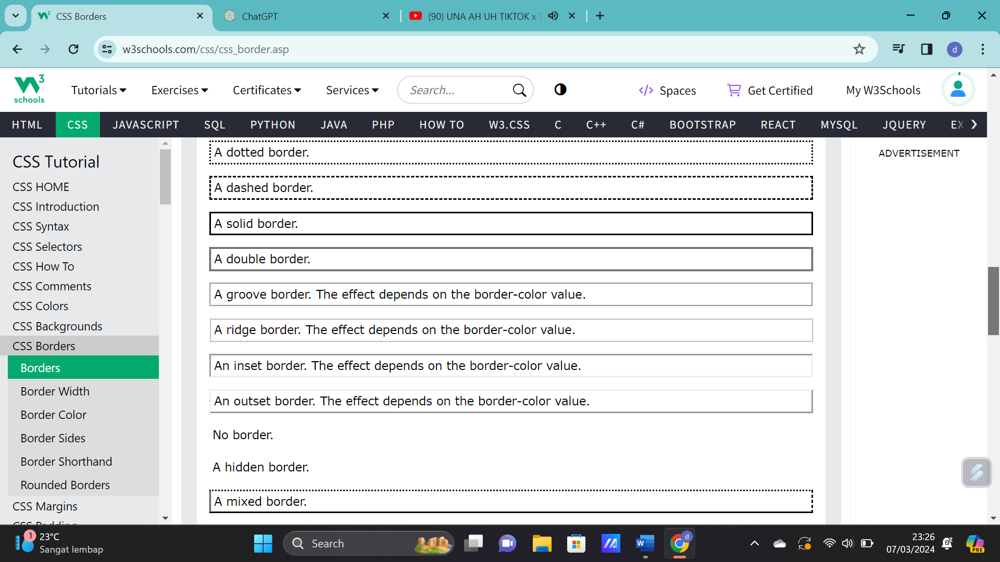 CSS Borders
ChatGPT
(90) UNA AH UH TIKTOK x T
w3schools.com/css/css_border.asp
d
3
schools
Tutorials
Exercises
Certificates
Services
Search...
Spaces
Get Certified
My W3Schools
HTML CSS JAVASCRIPT SQL PYTHON JAVA PHP HOW TO W3.CSS C C++ C# BOOTSTRAP REACT MYSQL JQUERY EX
CSS Tutorial
CSS HOME
CSS Introduction
CSS Syntax
CSS Selectors
CSS How To
CSS Comments
CSS Colors
CSS Backgrounds
CSS Borders
Borders
Border Width
Border Color
Border Sides
Border Shorthand
Rounded Borders
CSS Margins
CSS Padding
A dotted border.
A dashed border.
A solid border.
A double border.
A groove border. The effect depends on the border-color value.
A ridge border. The effect depends on the border-color value.
An inset border. The effect depends on the border-color value.
An outset border. The effect depends on the border-color value.
No border.
A hidden border.
A mixed border.
ADVERTISEMENT
1
23°C
Sangat lembap
Search
W
d
23:26
07/03/2024
PRE